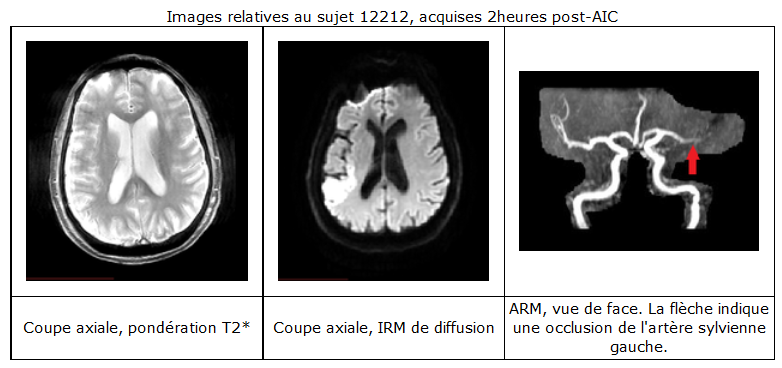 Images relatives au sujet 12212, acquises 2heures post-AIC
Coupe axiale, pondération T2*
Coupe axiale, IRM de diffusion
ARM, vue de face. La flèche indique
une occlusion de l'artère sylvienne
gauche.